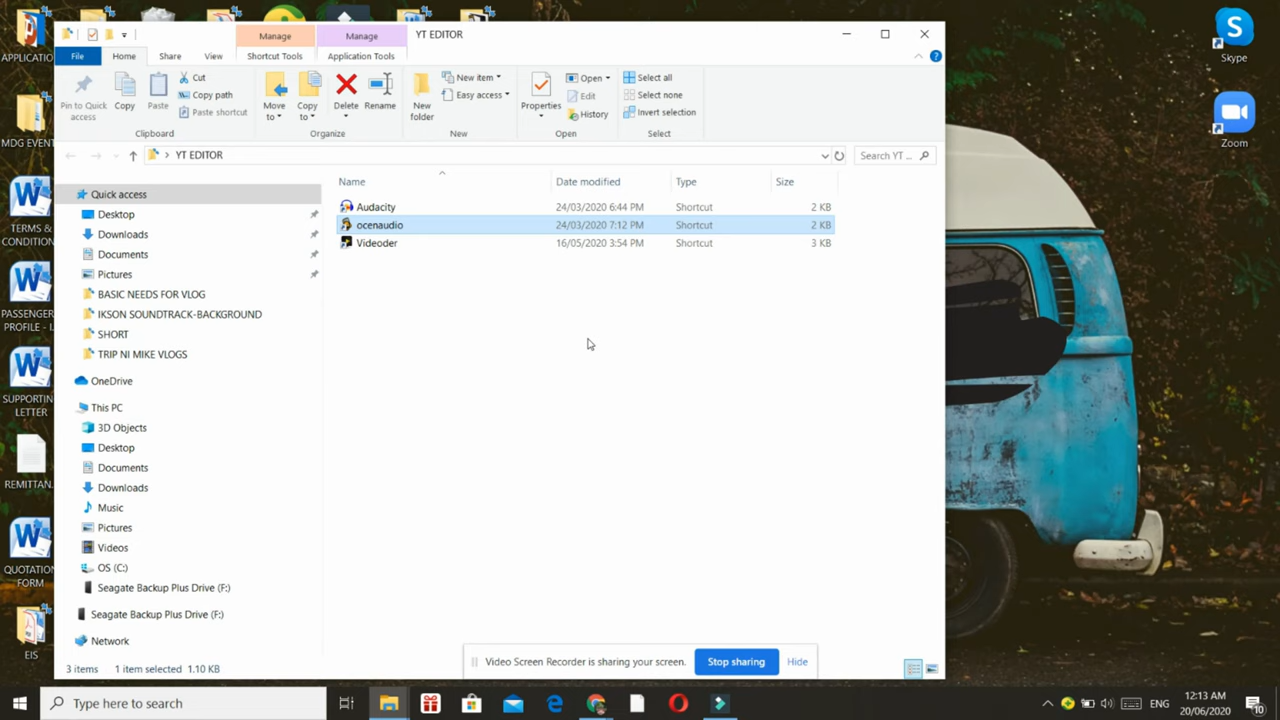 Manage
Manage
YT EDITOR
File
Home
Share
View
Shortcut Tools
Application Tools
Pin to Quick access
Copy
Paste
Cut
Copy path
Paste shortcut
Clipboard
Move to
Copy to
Delete
Rename
Organize
New folder
New item
Easy access
New
Properties
Open
Edit
History
Open
Select all
Select none
Invert selection
Select
YT EDITOR
Search YT ...
Name
Date modified
Type
Size
Audacity 24/03/2020 6:44 PM Shortcut 2 KB
ocenaudio 24/03/2020 7:12 PM Shortcut 2 KB
Videoder 16/05/2020 3:54 PM Shortcut 3 KB
Quick access
Desktop
Downloads
Documents
Pictures
BASIC NEEDS FOR VLOG
IKSON SOUNDTRACK-BACKGROUND
SHORT
TRIP NI MIKE VLOGS
OneDrive
This PC
3D Objects
Desktop
Documents
Downloads
Music
Pictures
Videos
OS (C:)
Seagate Backup Plus Drive (F:)
Seagate Backup Plus Drive (F:)
Network
3 items 1 item selected 1.10 KB
Video Screen Recorder is sharing your screen.
Stop sharing
Hide
APPLICATIO
MDG EVENT
TERMS &
CONDITION
PASSENGER
PROFILE - I.
SUPPORTING
LETTER
REMITTAN.
QUOTATION
FORM
EIS
Skype
Zoom
Type here to search
ENG
12:13 AM
20/06/2020
10